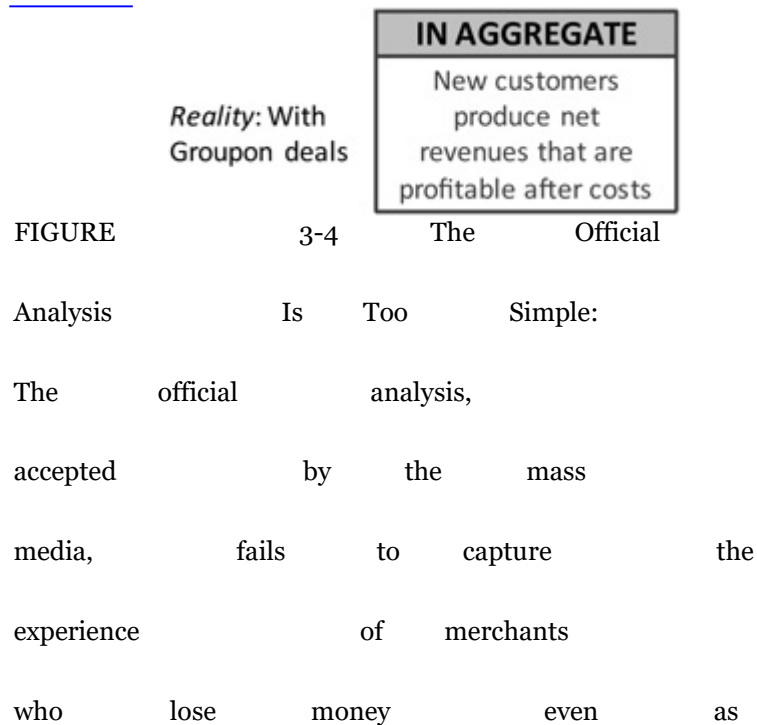 IN AGGREGATE
Reality: With
Groupon deals
New customers
produce net
revenues that are
profitable after costs
FIGURE 3-4 The Official
Analysis Is Too Simple:
The official analysis,
accepted by the mass
media, fails to capture the
experience of merchants
who lose money even as